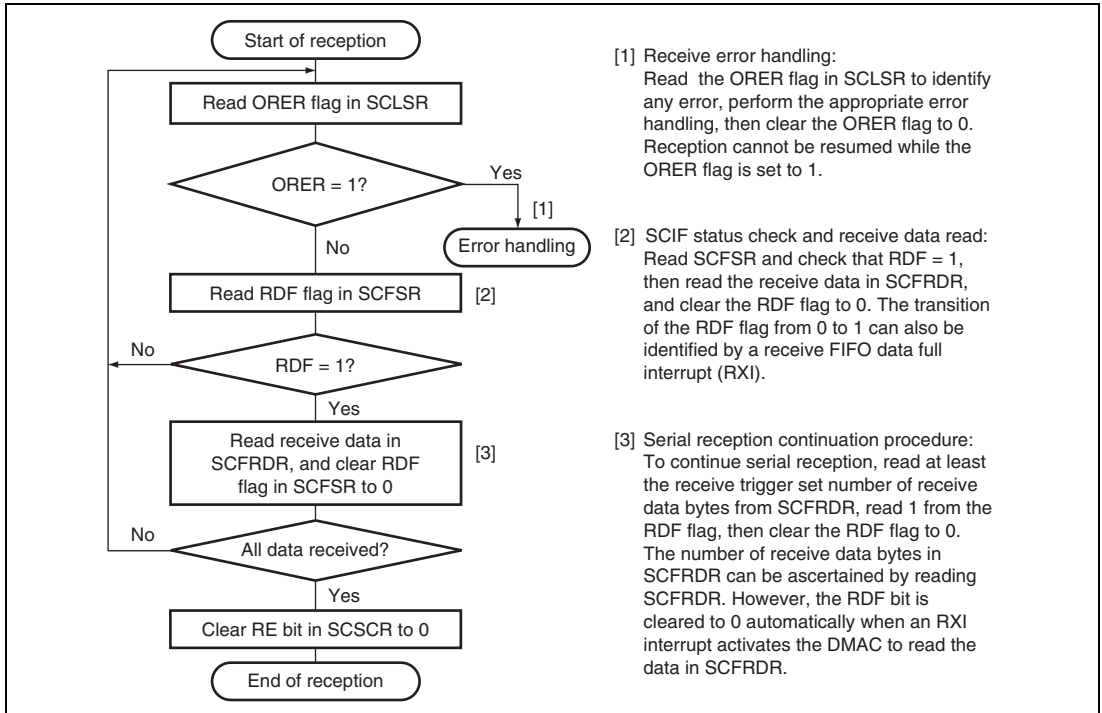 Start of reception
Read ORER flag in SCLSR
ORER = 1?
Yes
[1]
Error handling
No
Read RDF flag in SCFSR
[2]
No
RDF = 1?
Yes
Read receive data in
SCFRDR, and clear RDF
flag in SCFSR to 0
[3]
No
All data received?
Yes
Clear RE bit in SCSCR to 0
End of reception
[1] Receive error handling:
Read the ORER flag in SCLSR to identify
any error, perform the appropriate error
handling, then clear the ORER flag to 0.
Reception cannot be resumed while the
ORER flag is set to 1.
[2] SCIF status check and receive data read:
Read SCFSR and check that RDF = 1,
then read the receive data in SCFRDR,
and clear the RDF flag to 0. The transition
of the RDF flag from 0 to 1 can also be
identified by a receive FIFO data full
interrupt (RXI).
[3] Serial reception continuation procedure:
To continue serial reception, read at least
the receive trigger set number of receive
data bytes from SCFRDR, read 1 from the
RDF flag, then clear the RDF flag to 0.
The number of receive data bytes in
SCFRDR can be ascertained by reading
SCFRDR. However, the RDF bit is
cleared to 0 automatically when an RXI
interrupt activates the DMAC to read the
data in SCFRDR.